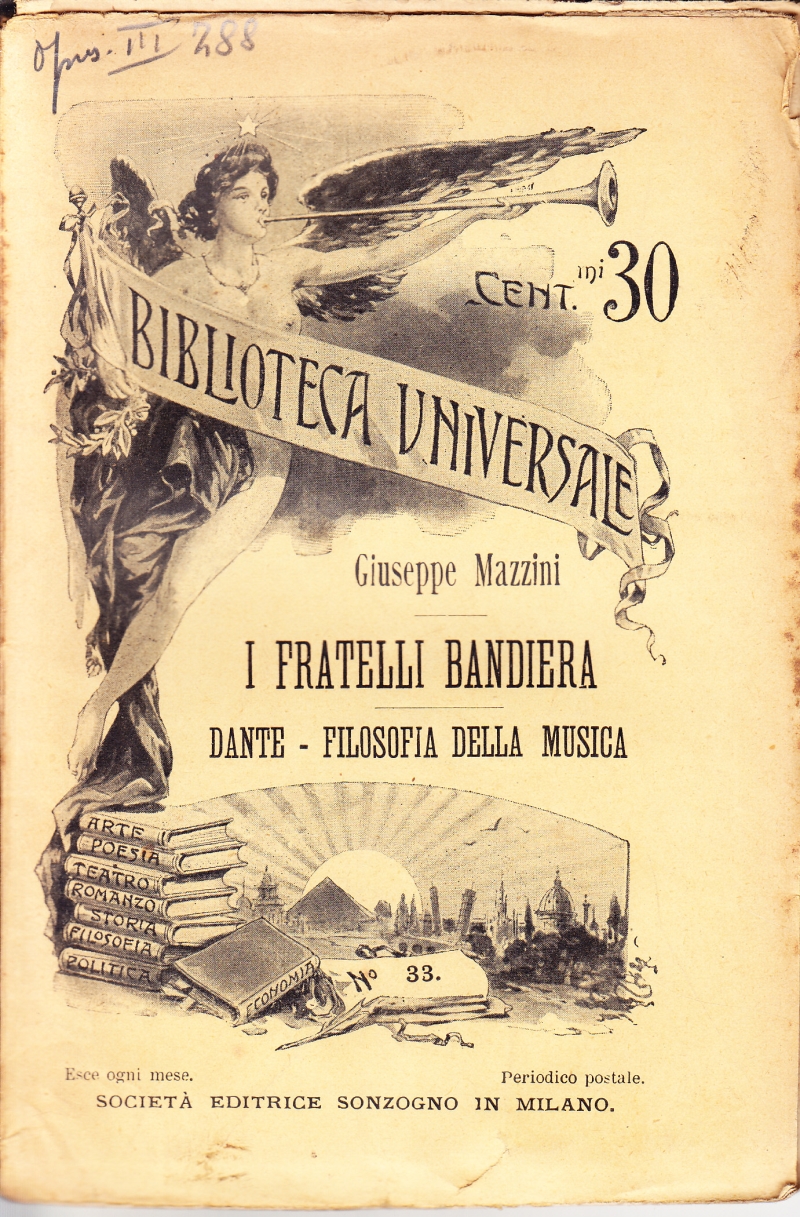 Opus. III 288
CENT.mi 30
BIBLIOTECA UNIVERSALE
Giuseppe Mazzini
I FRATELLI BANDIERA
DANTE - FILOSOFIA DELLA MUSICA
ARTE
POESIA
TEATRO
ROMANZO
STORIA
FILOSOFIA
POLITICA
ECONOMIA
No 33.
Esce ogni mese.
Periodico postale.
SOCIETÀ EDITRICE SONZOGNO IN MILANO.